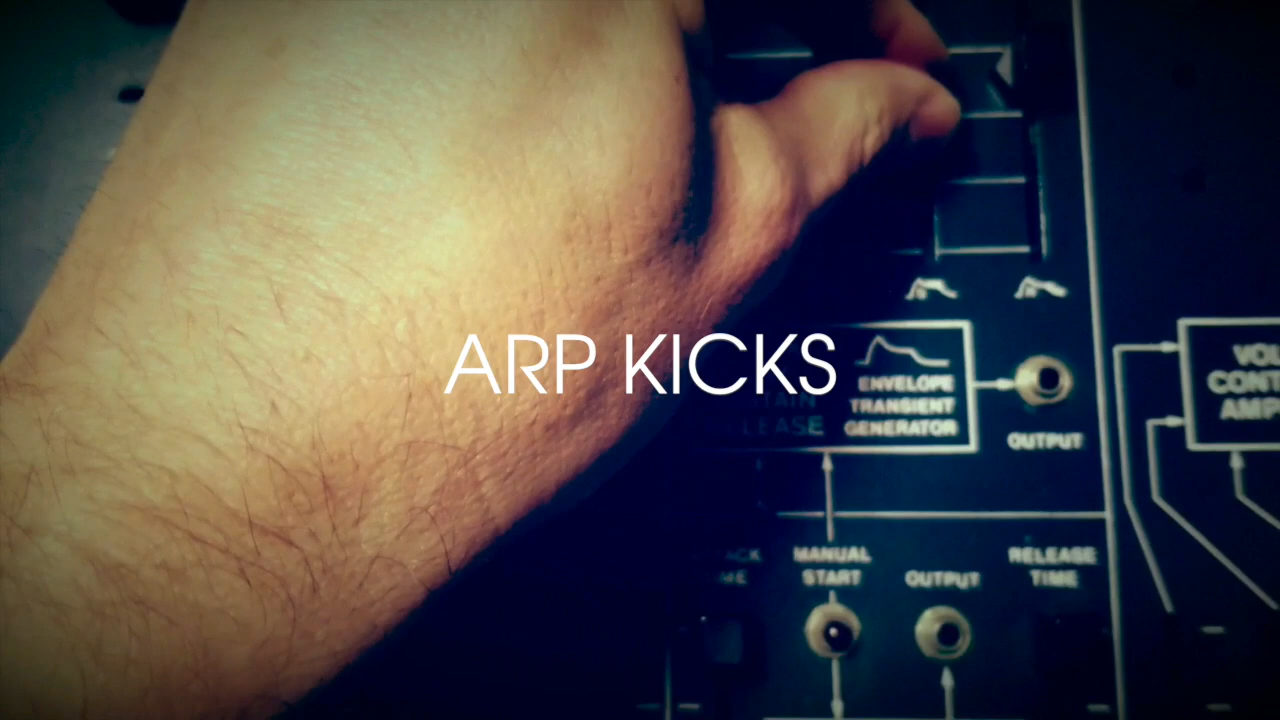 ARP KICKS
ENVELOPE
TRANSIENT
GENERATOR
OUTPUT
MANUAL
START
OUTPUT
RELEASE
TIME